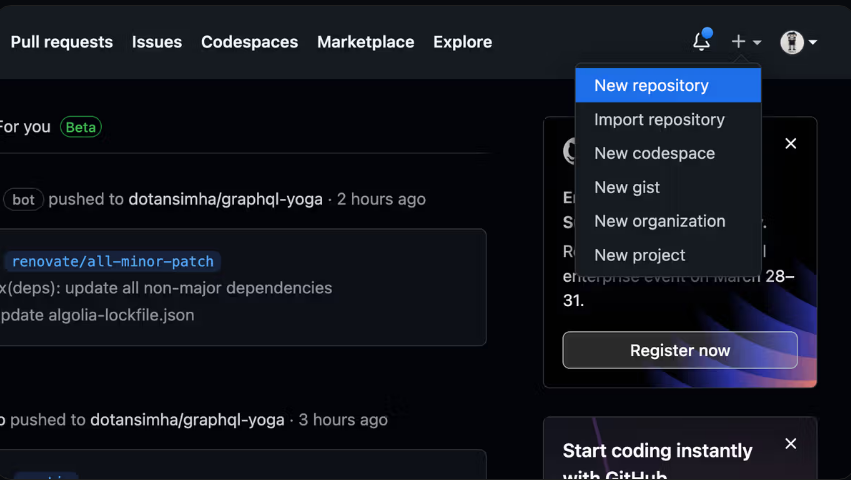 Pull requests Issues Codespaces Marketplace Explore
New repository
Import repository
New codespace
New gist
New organization
New project
For you Beta
bot pushed to dotansimha/graphql-yoga · 2 hours ago
renovate/all-minor-patch
x(deps): update all non-major dependencies
pdate algolia-lockfile.json
pushed to dotansimha/graphql-yoga · 3 hours ago
enterprise event on March 28–
31.
Register now
Start coding instantly
with GitHub